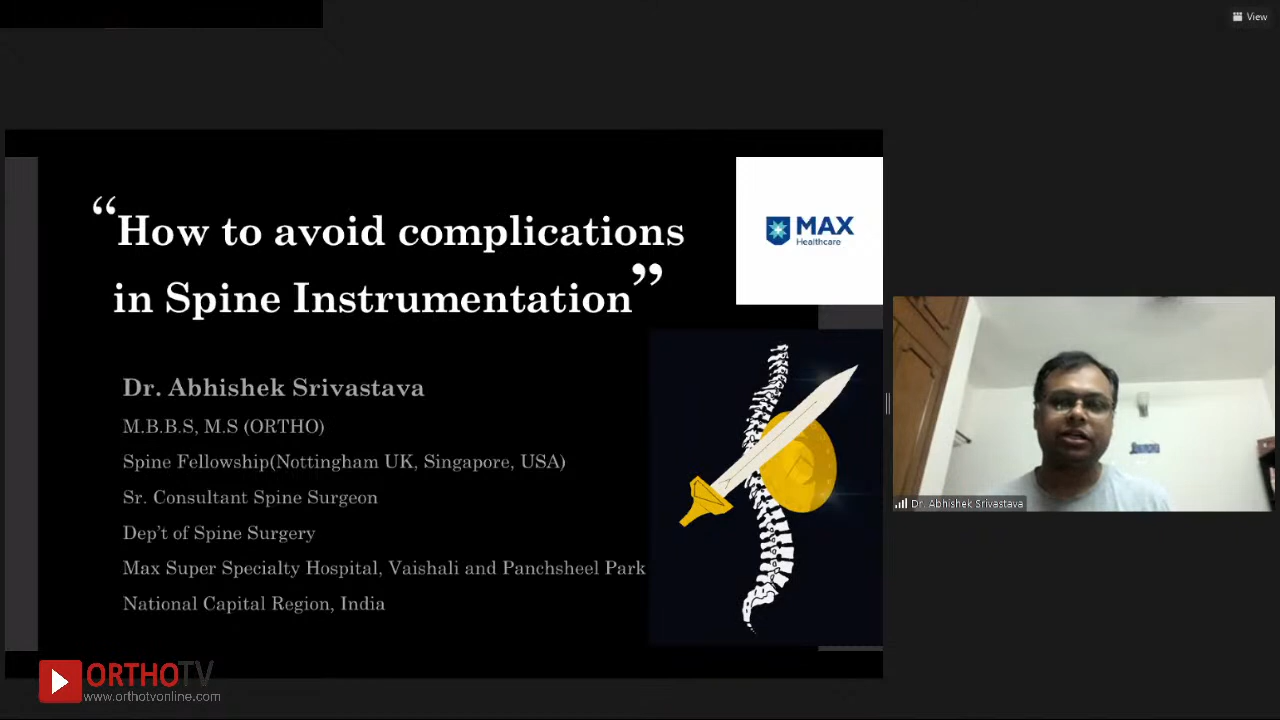 View
“How to avoid complications
in Spine Instrumentation”
MAX
Healthcare
Dr. Abhishek Srivastava
M.B.B.S, M.S (ORTHO)
Spine Fellowship(Nottingham UK, Singapore, USA)
Sr. Consultant Spine Surgeon
Dep't of Spine Surgery
Max Super Specialty Hospital, Vaishali and Panchsheel Park
National Capital Region, India
Dr. Abhishek Srivastava
ORTHOTV
www.orthotvonline.com